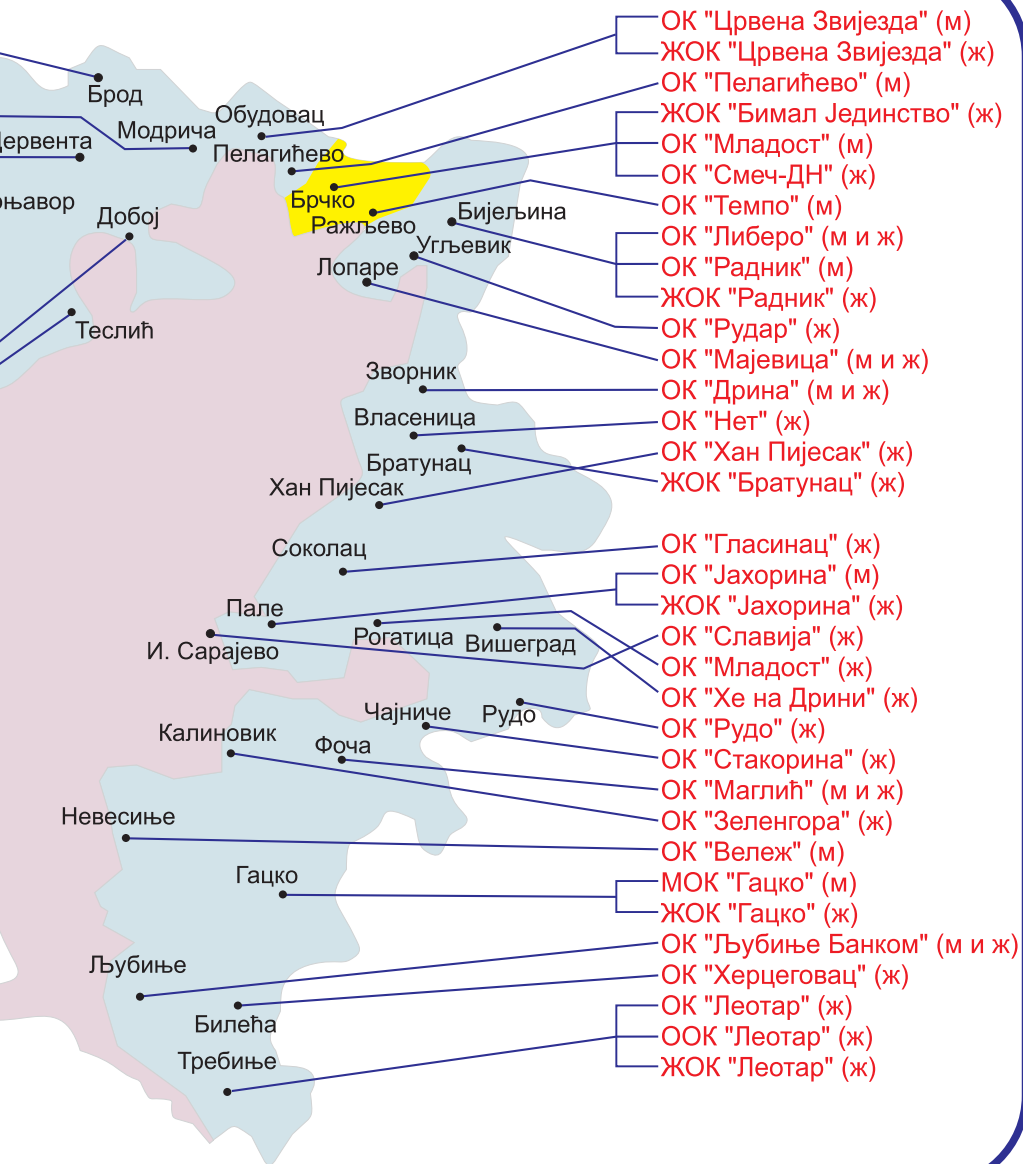 Брод
Обудовац
Модрича
Дервента
Пелагићево
Брчко
Ражљево
Добој
Бијељина
Угљевик
Лопаре
Теслић
Зворник
Власеница
Братунац
Хан Пијесак
Соколац
Пале
Рогатица
Вишеград
И. Сарајево
Чајниче
Рудо
Калиновик
Фоча
Невесиње
Гацко
Љубиње
Билећа
Требиње
ОК "Црвена Звијезда" (м)
ЖОК "Црвена Звијезда" (ж)
ОК "Пелагићево" (м)
ЖОК "Бимал Јединство" (ж)
ОК "Младост" (м)
ОК "Смеч-ДН" (ж)
ОК "Темпо" (м)
ОК "Либеро" (м и ж)
ОК "Радник" (м)
ЖОК "Радник" (ж)
ОК "Рудар" (ж)
ОК "Мајевица" (м и ж)
ОК "Дрина" (м и ж)
ОК "Нет" (ж)
ОК "Хан Пијесак" (ж)
ЖОК "Братунац" (ж)
ОК "Гласинац" (ж)
ОК "Јахорина" (м)
ЖОК "Јахорина" (ж)
ОК "Славија" (ж)
ОК "Младост" (ж)
ОК "Хе на Дрини" (ж)
ОК "Рудо" (ж)
ОК "Стакорина" (ж)
ОК "Маглић" (м и ж)
ОК "Зеленгора" (ж)
ОК "Вележ" (м)
МОК "Гацко" (м)
ЖОК "Гацко" (ж)
ОК "Љубиње Банком" (м и ж)
ОК "Херцеговац" (ж)
ОК "Леотар" (ж)
ООК "Леотар" (ж)
ЖОК "Леотар" (ж)